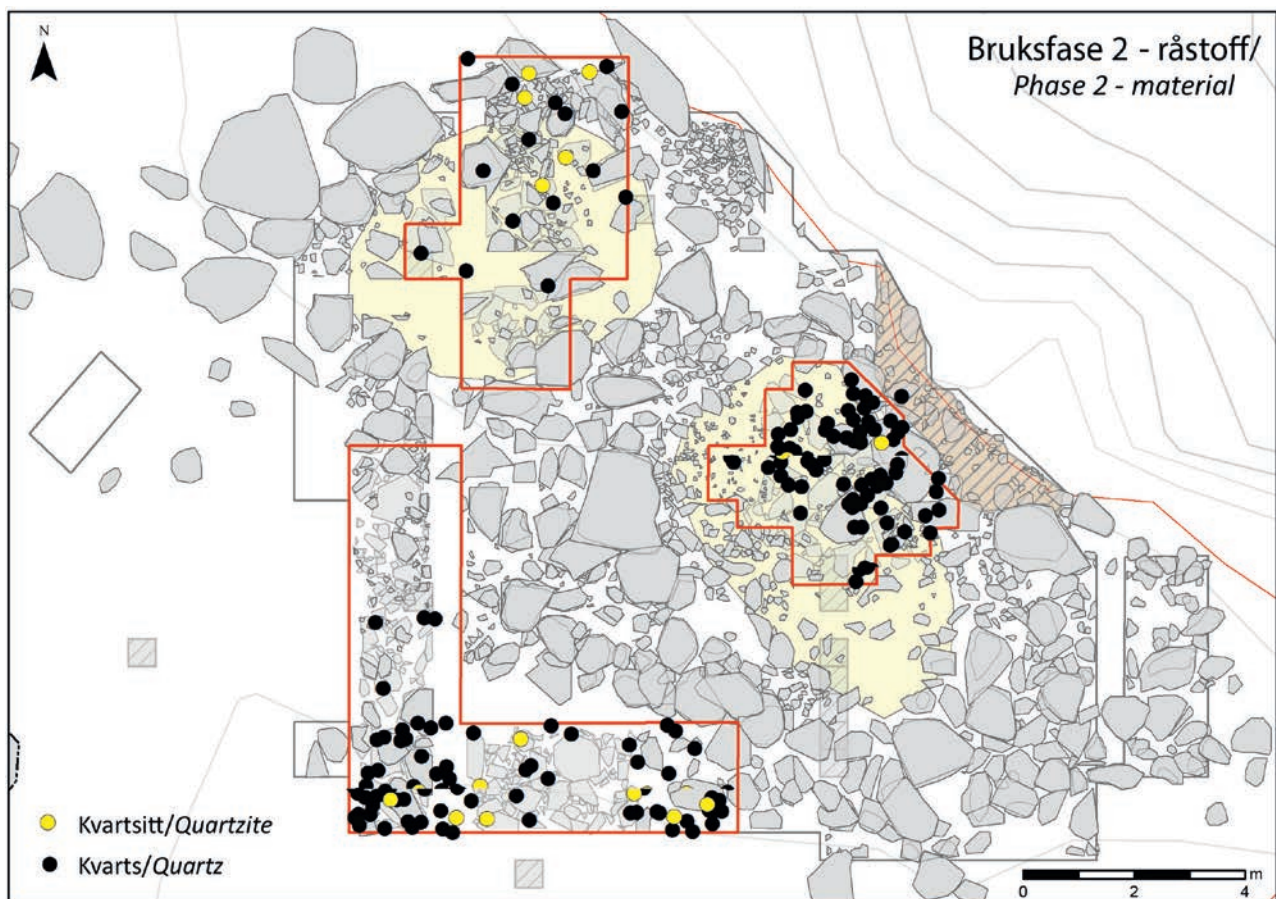 N
Bruksfase 2 - råstoff/
Phase 2 - material
Kvartsitt/Quartzite
Kvarts/Quartz
m
0 2 4